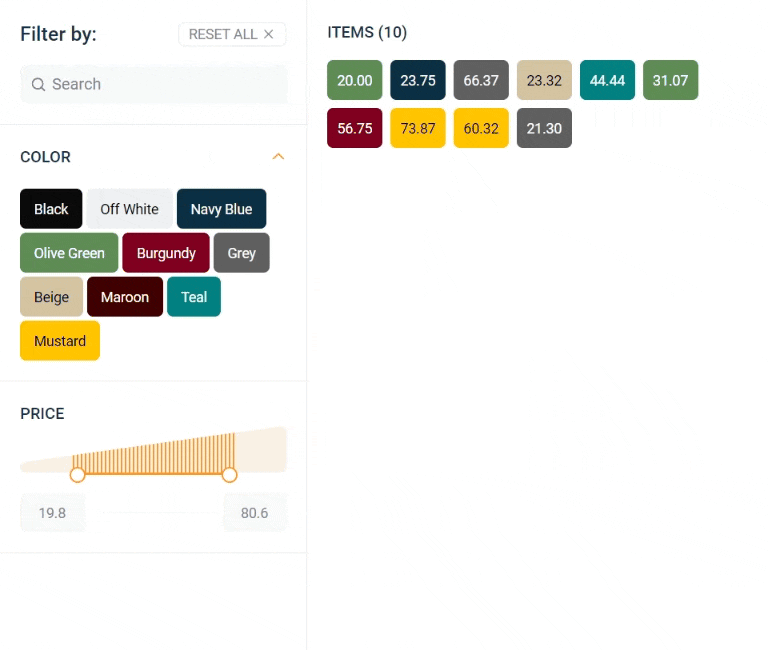 Filter by:
RESET ALL
Search
COLOR
Black Off White Navy Blue
Olive Green Burgundy Grey
Beige Maroon Teal
Mustard
PRICE
19.8 80.6
ITEMS (10)
20.00 23.75 66.37 23.32 44.44 31.07
56.75 73.87 60.32 21.30